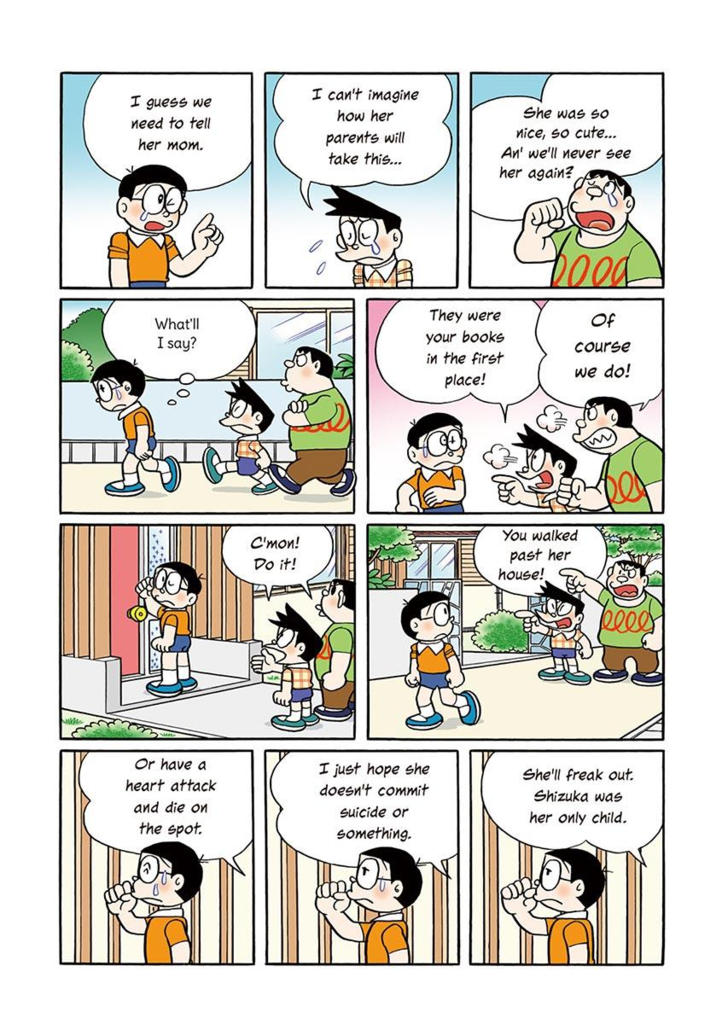 She was so
nice, so cute...
An' we'll never see
her again?
I can't imagine
how her
parents will
take this...
I guess we
need to tell
her mom.
Of
course
we do!
They were
your books
in the first
place!
What'll
I say?
You walked
past her
house!
C'mon!
Do it!
She'll freak out.
Shizuka was
her only child.
I just hope she
doesn't commit
suicide or
something.
Or have a
heart attack
and die on
the spot.